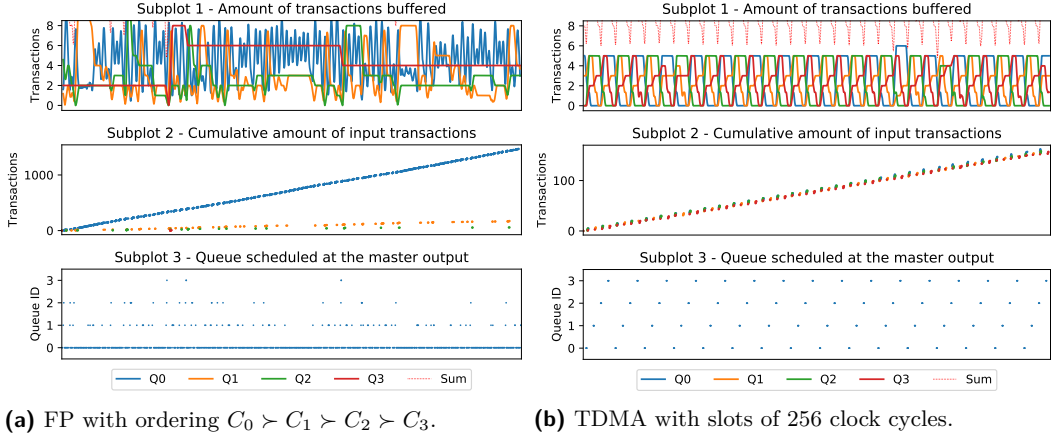 Subplot 1 - Amount of transactions buffered
Transactions
8
6
4
2
0
Subplot 2 - Cumulative amount of input transactions
Transactions
1000
0
Subplot 3 - Queue scheduled at the master output
Queue ID
3
2
1
0
Q0 Q1 Q2 Q3 Sum
(a) FP with ordering C₀ ≻ C₁ ≻ C₂ ≻ C₃.
Subplot 1 - Amount of transactions buffered
Transactions
8
6
4
2
0
Subplot 2 - Cumulative amount of input transactions
Transactions
100
0
Subplot 3 - Queue scheduled at the master output
Queue ID
3
2
1
0
Q0 Q1 Q2 Q3 Sum
(b) TDMA with slots of 256 clock cycles.